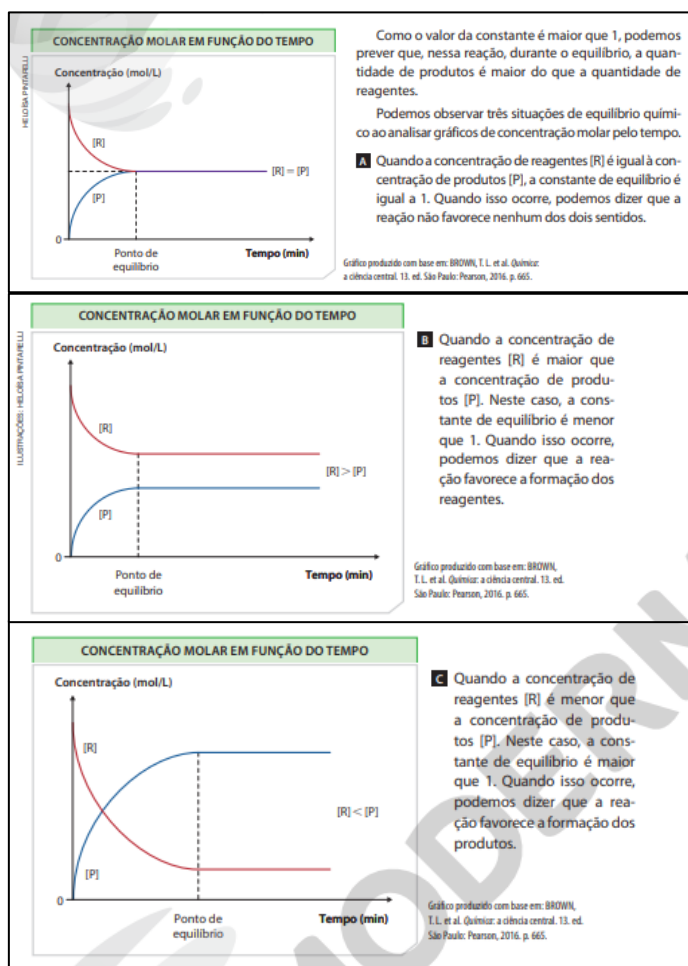 CONCENTRAÇÃO MOLAR EM FUNÇÃO DO TEMPO
Concentração (mol/L)
HELOÍSA PINTARELLI
[R]
[R] = [P]
[P]
0
Ponto de
equilíbrio
Tempo (min)
Como o valor da constante é maior que 1, podemos
prever que, nessa reação, durante o equilíbrio, a quan-
tidade de produtos é maior do que a quantidade de
reagentes.
Podemos observar três situações de equilíbrio quími-
co ao analisar gráficos de concentração molar pelo tempo.
A Quando a concentração de reagentes [R] é igual à con-
centração de produtos [P], a constante de equilíbrio é
igual a 1. Quando isso ocorre, podemos dizer que a
reação não favorece nenhum dos dois sentidos.
Gráfico produzido com base em: BROWN, T. L. et al. Química:
a ciência central. 13. ed. São Paulo: Pearson, 2016. p. 665.
CONCENTRAÇÃO MOLAR EM FUNÇÃO DO TEMPO
Concentração (mol/L)
ILUSTRAÇÕES: HELOÍSA PINTARELLI
[R]
[R] > [P]
[P]
0
Ponto de
equilíbrio
Tempo (min)
B Quando a concentração de
reagentes [R] é maior que
a concentração de produ-
tos [P]. Neste caso, a cons-
tante de equilíbrio é menor
que 1. Quando isso ocorre,
podemos dizer que a rea-
ção favorece a formação dos
reagentes.
Gráfico produzido com base em: BROWN,
T. L. et al. Química: a ciência central. 13. ed.
São Paulo: Pearson, 2016. p. 665.
CONCENTRAÇÃO MOLAR EM FUNÇÃO DO TEMPO
Concentração (mol/L)
[R]
[R] < [P]
[P]
0
Ponto de
equilíbrio
Tempo (min)
C Quando a concentração de
reagentes [R] é menor que
a concentração de produ-
tos [P]. Neste caso, a cons-
tante de equilíbrio é maior
que 1. Quando isso ocorre,
podemos dizer que a rea-
ção favorece a formação dos
produtos.
Gráfico produzido com base em: BROWN,
T. L. et al. Química: a ciência central. 13. ed.
São Paulo: Pearson, 2016. p. 665.
MODERN